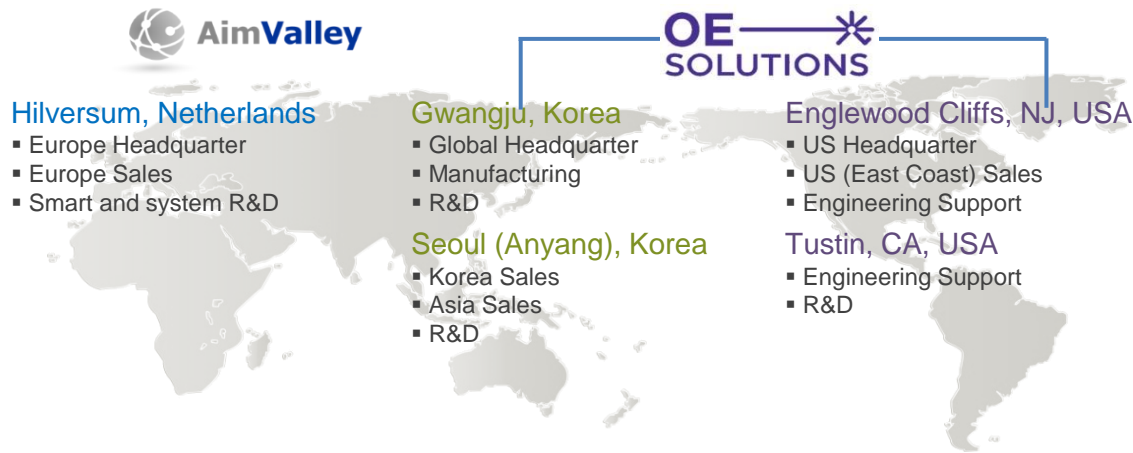 AimValley
OE SOLUTIONS
Hilversum, Netherlands
▪ Europe Headquarter
▪ Europe Sales
▪ Smart and system R&D
Gwangju, Korea
▪ Global Headquarter
▪ Manufacturing
▪ R&D
Seoul (Anyang), Korea
▪ Korea Sales
▪ Asia Sales
▪ R&D
Englewood Cliffs, NJ, USA
▪ US Headquarter
▪ US (East Coast) Sales
▪ Engineering Support
Tustin, CA, USA
▪ Engineering Support
▪ R&D